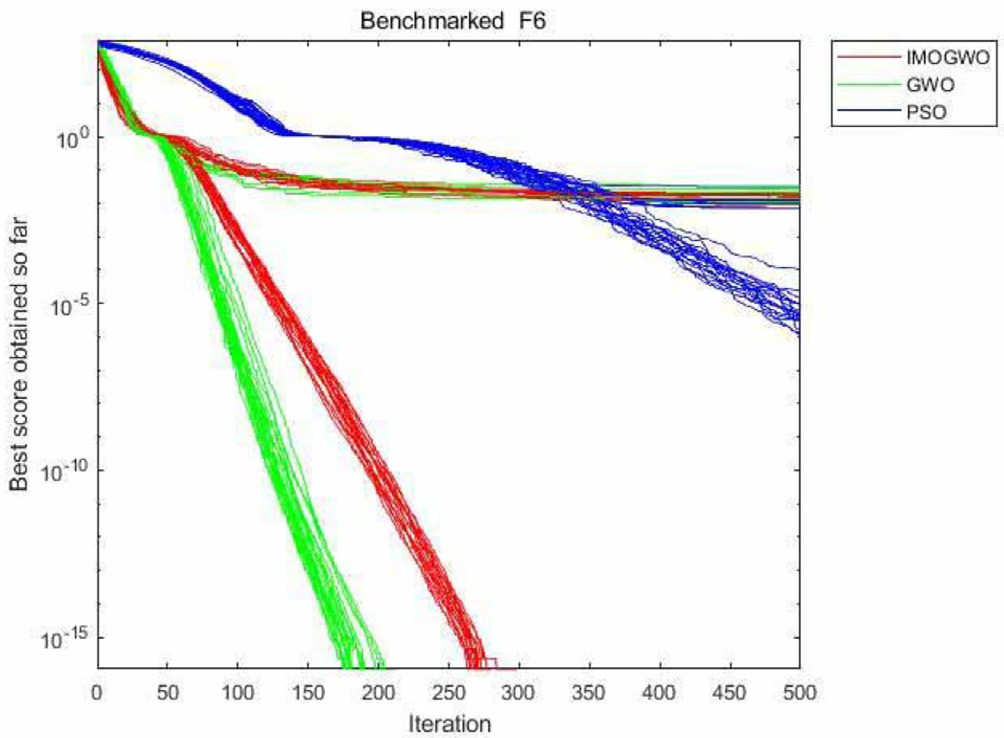 Benchmarked F6
IMOGWO
GWO
PSO
Best score obtained so far
10^0
10^-5
10^-10
10^-15
0 50 100 150 200 250 300 350 400 450 500
Iteration